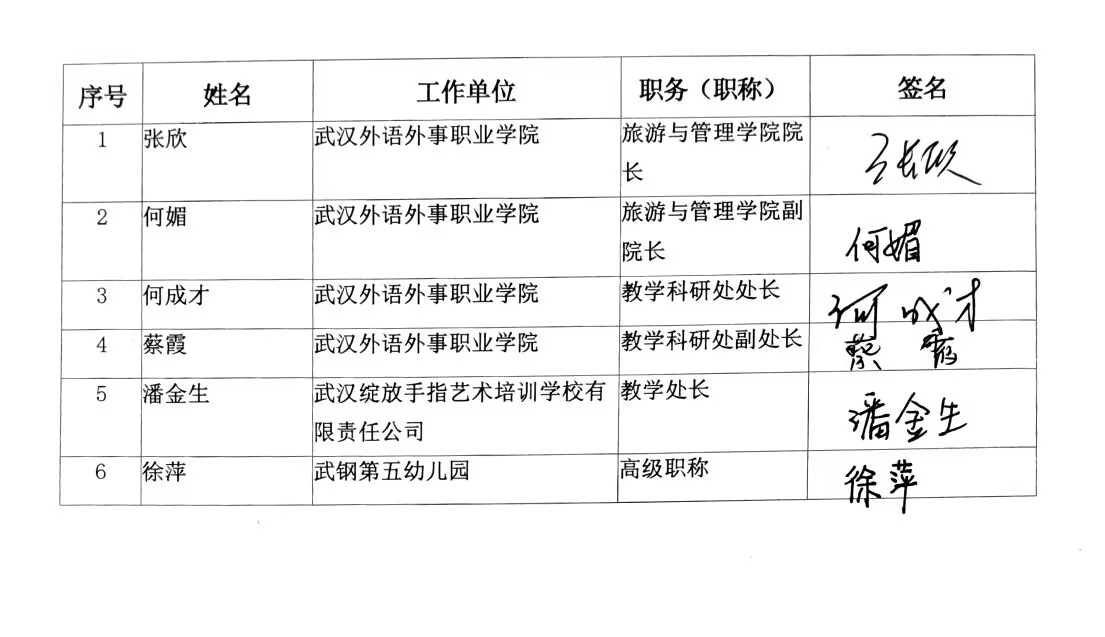 序号 姓名 工作单位 职务（职称） 签名
1 张欣 武汉外语外事职业学院 旅游与管理学院院
长 张欣
2 何媚 武汉外语外事职业学院 旅游与管理学院副
院长 何媚
3 何成才 武汉外语外事职业学院 教学科研处处长 何成才
4 蔡霞 武汉外语外事职业学院 教学科研处副处长 蔡霞
5 潘金生 武汉绽放手指艺术培训学校有 教学处长
限责任公司 潘金生
6 徐萍 武钢第五幼儿园 高级职称 徐萍